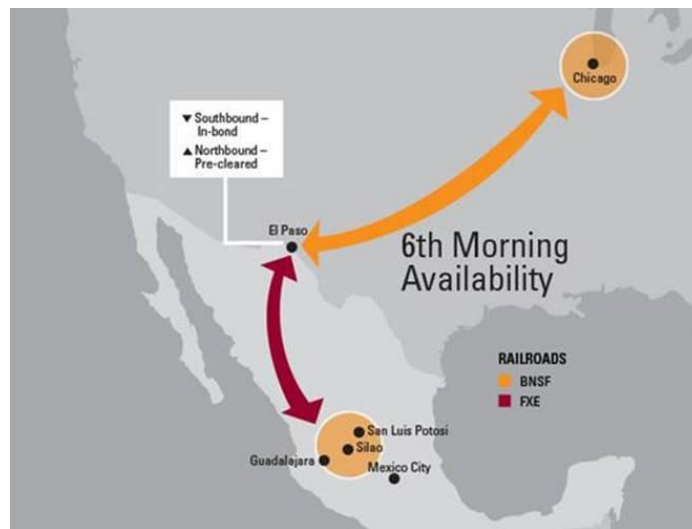 Chicago
▼ Southbound –
In-bond
▲ Northbound –
Pre-cleared
El Paso
6th Morning
Availability
RAILROADS
BNSF
FXE
San Luis Potosi
Silao
Guadalajara
Mexico City